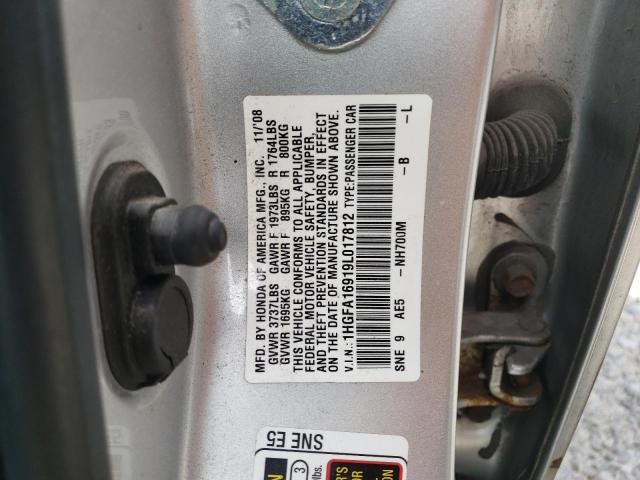 MFD. BY HONDA OF AMERICA MFG., INC. 11/'08
GVWR 3737LBS GAWR F 1973LBS R 1764LBS
GVWR 1695KG GAWR F 895KG R 800KG
THIS VEHICLE CONFORMS TO ALL APPLICABLE
FEDERAL MOTOR VEHICLE SAFETY, BUMPER,
AND THEFT PREVENTION STANDARDS IN EFFECT
ON THE DATE OF MANUFACTURE SHOWN ABOVE.
V.I.N.: 1HGFA16919L017812 TYPE:PASSENGER CAR
SNE 9 AE5 -NH700M -B -L
SNE E5
3
lbs.